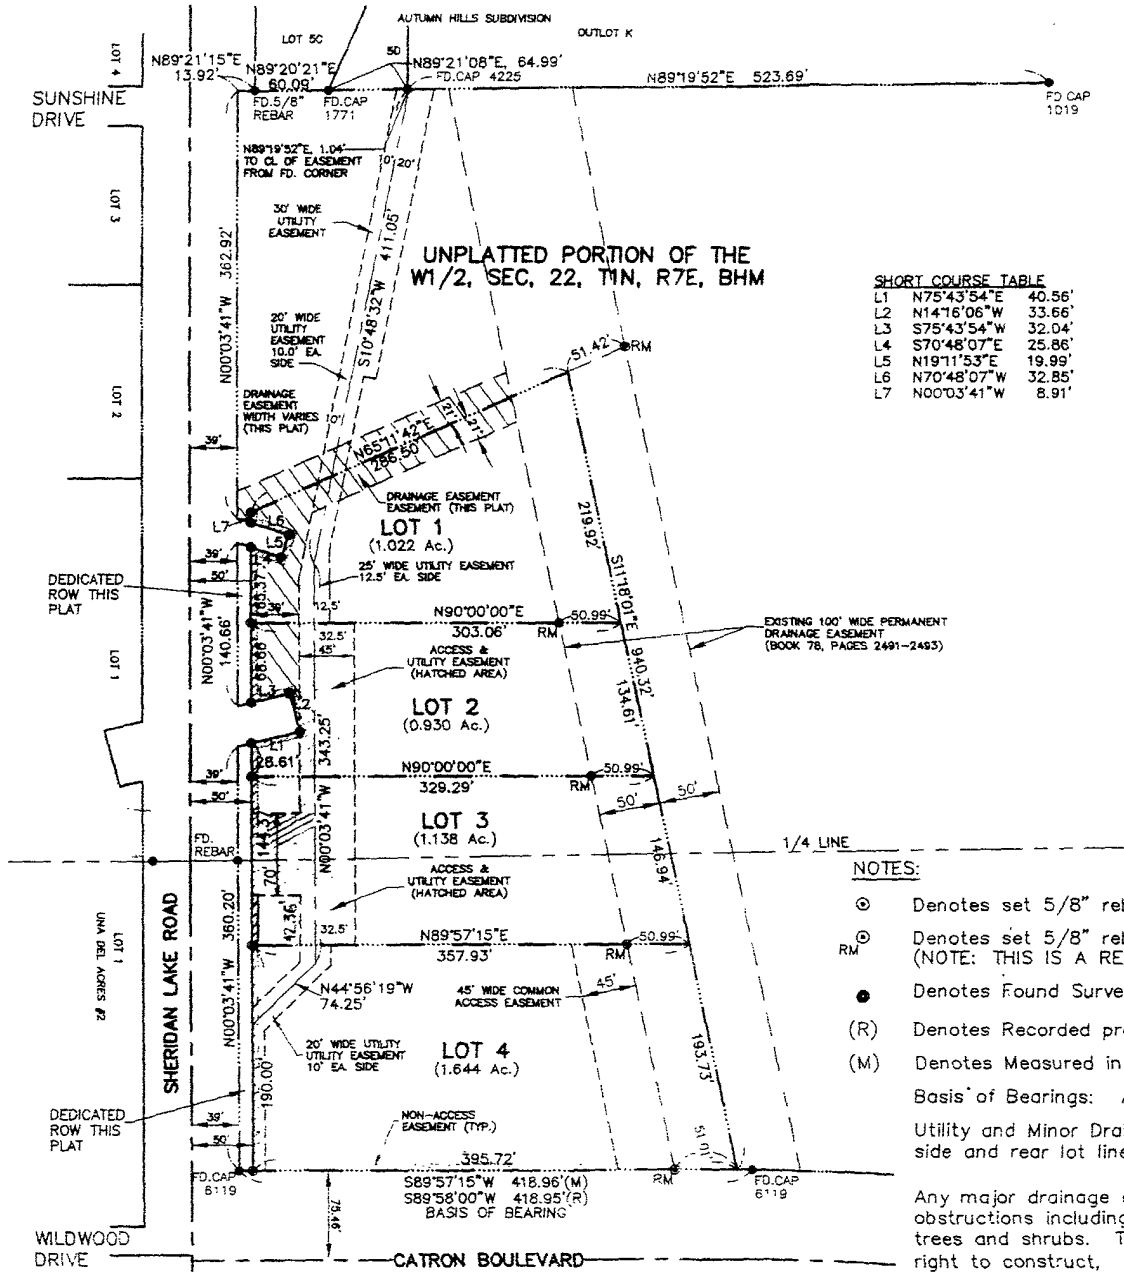 AUTUMN HILLS SUBDIVISION
LOT 4
LOT 5C
5D
OUTLOT K
N89°21'15"E
13.92'
N89°20'21"E
60.09'
N89°21'08"E, 64.99'
FD.CAP 4225
N89°19'52"E 523.69'
FD.5/8"
REBAR
FD.CAP
1771
FD CAP
1019
SUNSHINE
DRIVE
N89°19'52"E, 1.04'
TO CL OF EASEMENT
FROM FD. CORNER
20'
LOT 3
30' WIDE
UTILITY
EASEMENT
N00°03'41"W 362.92'
S10°48'32"W 411.05'
UNPLATTED PORTION OF THE
W1/2, SEC, 22, T1N, R7E, BHM
SHORT COURSE TABLE
L1 N75°43'54"E 40.56'
L2 N14°16'06"W 33.66'
L3 S75°43'54"W 32.04'
L4 S70°48'07"E 25.86'
L5 N19°11'53"E 19.99'
L6 N70°48'07"W 32.85'
L7 N00°03'41"W 8.91'
20' WIDE
UTILITY
EASEMENT
10.0' EA.
SIDE
51.42'
RM
LOT 2
DRAINAGE
EASEMENT
WIDTH VARIES
(THIS PLAT)
10'
21'
21'
39'
N65°11'42"E
286.50'
DRAINAGE EASEMENT
EASEMENT (THIS PLAT)
L7
L6
L5
LOT 1
(1.022 Ac.)
219.92'
S11°18'01"E 940.32'
39'
50'
25' WIDE UTILITY EASEMENT
12.5' EA. SIDE
DEDICATED
ROW THIS
PLAT
39'
12.5'
N90°00'00"E
303.06'
50.99'
RM
EXISTING 100' WIDE PERMANENT
DRAINAGE EASEMENT
(BOOK 78, PAGES 2491-2493)
32.5'
45'
N00°03'41"W
140.66'
68.66'
ACCESS &
UTILITY EASEMENT
(HATCHED AREA)
LOT 1
L3
L2
LOT 2
(0.930 Ac.)
134.61'
L1
28.61'
N00°03'41"W 343.25'
39'
50'
N90°00'00"E
329.29'
50.99'
RM
50'
50'
LOT 3
(1.138 Ac.)
FD.
REBAR
146.94'
1/4 LINE
70'
ACCESS &
UTILITY EASEMENT
(HATCHED AREA)
NOTES:
Denotes set 5/8" reb
42.36'
32.5'
N89°57'15"E
357.93'
50.99'
RM
RM
Denotes set 5/8" reb
(NOTE: THIS IS A RE
LOT 1
UNA DEL ACRES #2
SHERIDAN LAKE ROAD
N00°03'41"W 360.20'
N44°56'19"W
74.25'
45' WIDE COMMON
ACCESS EASEMENT
45'
Denotes Found Surve
(R) Denotes Recorded pre
(M) Denotes Measured in
20' WIDE UTILITY
UTILITY EASEMENT
10' EA. SIDE
LOT 4
(1.644 Ac.)
193.73'
Basis of Bearings:
190.00'
DEDICATED
ROW THIS
PLAT
39'
50'
NON-ACCESS
EASEMENT (TYP.)
Utility and Minor Drai
side and rear lot line
51.01'
395.72'
FD.CAP
6119
S89°57'15"W 418.96'(M)
S89°58'00"W 418.95'(R)
BASIS OF BEARING
RM
FD.CAP
6119
75.46'
Any major drainage
obstructions including
trees and shrubs. T
right to construct,
WILDWOOD
DRIVE
CATRON BOULEVARD